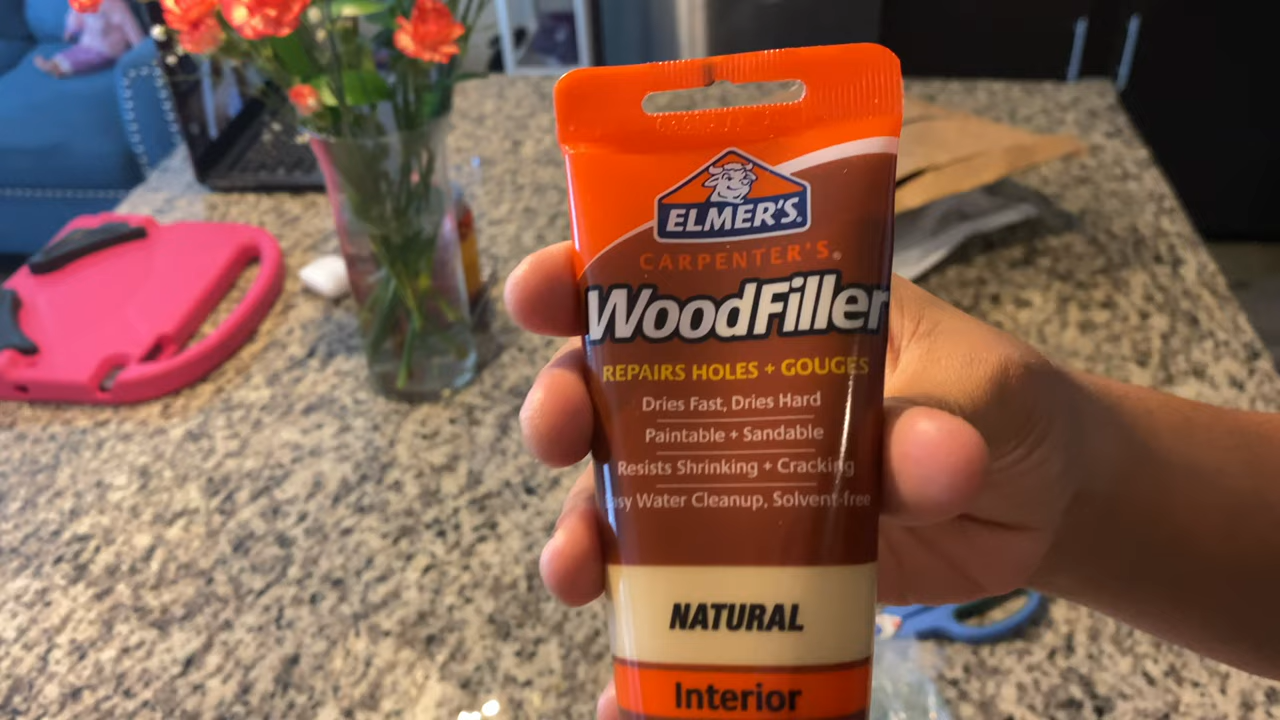 ELMER'S®
CARPENTER'S®
WoodFiller
REPAIRS HOLES + GOUGES
Dries Fast, Dries Hard
Paintable + Sandable
Resists Shrinking + Cracking
Water Cleanup, Solvent-free
NATURAL
Interior